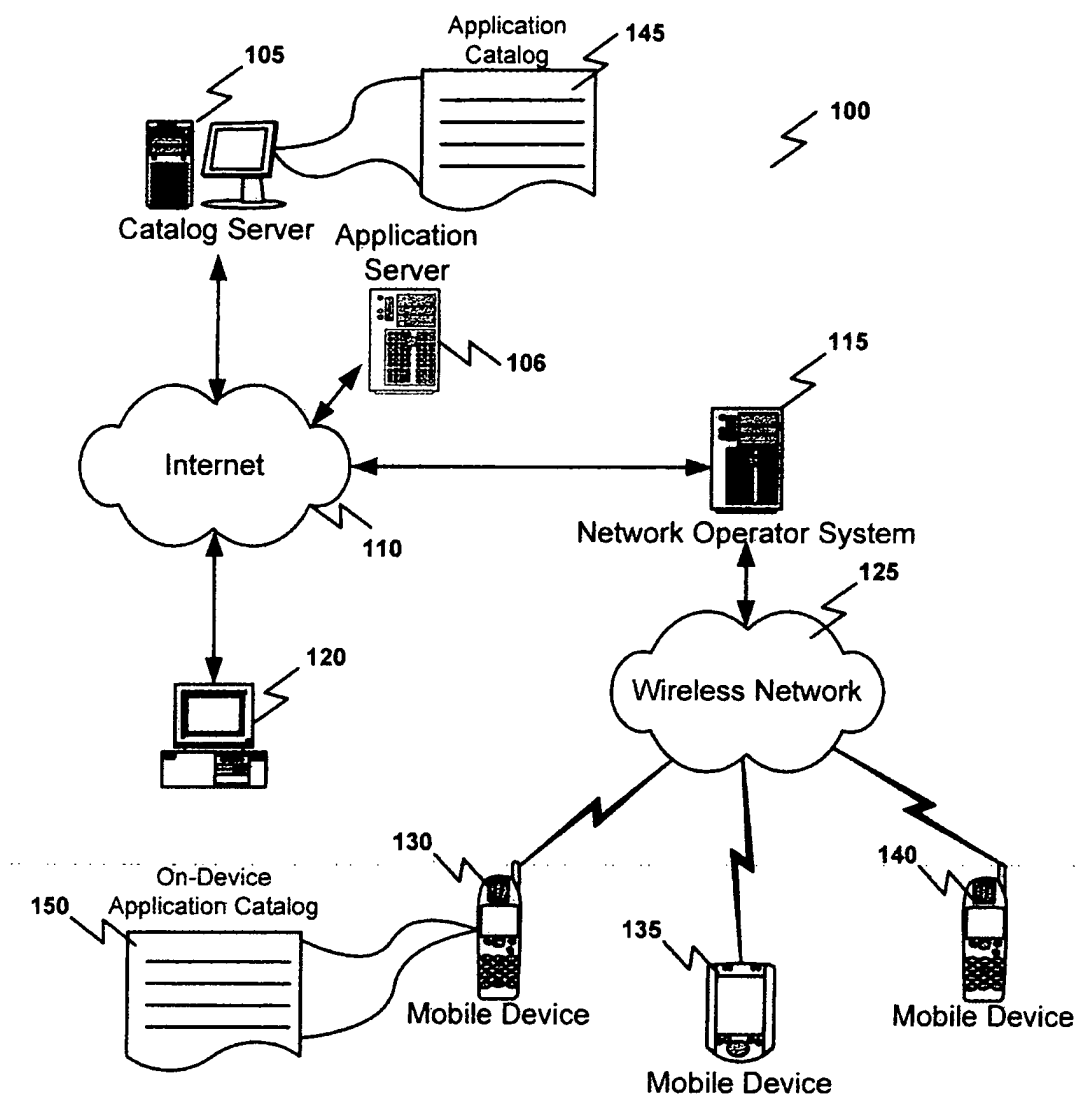 Application
Catalog
145
105
100
Catalog Server
Application
Server
106
115
Internet
110
Network Operator System
125
120
Wireless Network
130
140
On-Device
Application Catalog
150
135
Mobile Device
Mobile Device
Mobile Device